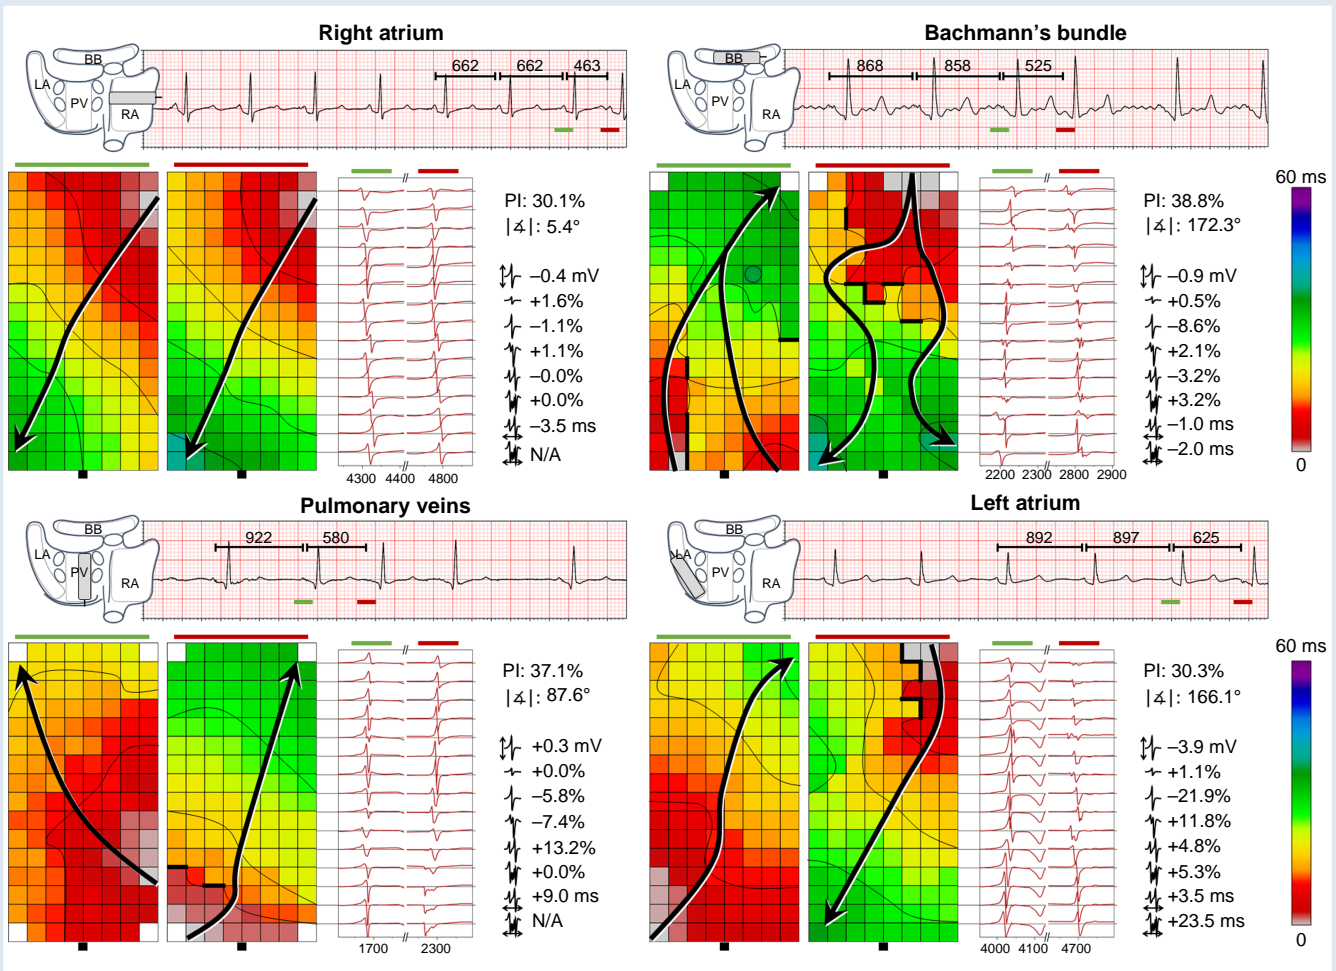 Right atrium
BB
LA
PV
RA
662
662
463
PI: 30.1%
|∡|: 5.4°
–0.4 mV
+1.6%
–1.1%
+1.1%
–0.0%
+0.0%
–3.5 ms
N/A
4300
4400
4800
Bachmann’s bundle
BB
LA
PV
RA
868
858
525
PI: 38.8%
|∡|: 172.3°
–0.9 mV
+0.5%
–8.6%
+2.1%
–3.2%
+3.2%
–1.0 ms
–2.0 ms
2200
2300
2800
2900
60 ms
0
Pulmonary veins
BB
LA
PV
RA
922
580
PI: 37.1%
|∡|: 87.6°
+0.3 mV
+0.0%
–5.8%
–7.4%
+13.2%
+0.0%
+9.0 ms
N/A
1700
2300
Left atrium
BB
LA
PV
RA
892
897
625
PI: 30.3%
|∡|: 166.1°
–3.9 mV
+1.1%
–21.9%
+11.8%
+4.8%
+5.3%
+3.5 ms
+23.5 ms
4000
4100
4700
60 ms
0